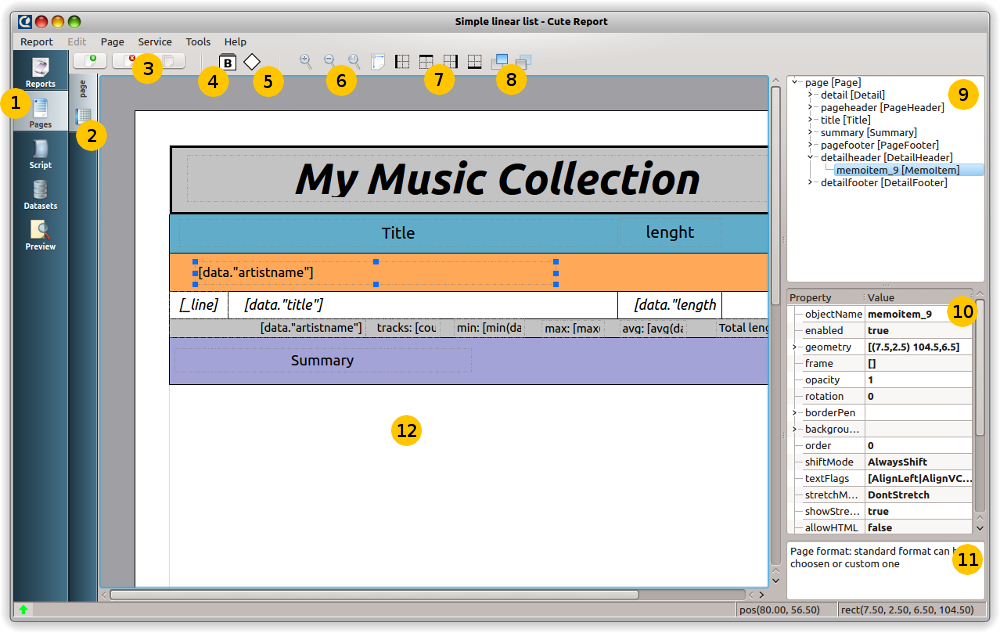 Simple linear list - Cute Report
Report Edit Page Service Tools Help
3
B
4
5
6
7
8
Reports
1
Pages
page
2
Script
Datasets
Preview
My Music Collection
Title lenght
[data."artistname"]
[_line] [data."title"] [data."length
[data."artistname"] tracks: [cou min: [min(da max: [max( avg: [avg(da Total leng
Summary
12
page [Page]
detail [Detail]
9
pageheader [PageHeader]
title [Title]
summary [Summary]
pagefooter [PageFooter]
detailheader [DetailHeader]
memoitem_9 [MemoItem]
detailfooter [DetailFooter]
Property Value
10
objectName memoitem_9
enabled true
geometry [(7.5,2.5) 104.5,6.5]
frame []
opacity 1
rotation 0
borderPen
backgrou...
order 0
shiftMode AlwaysShift
textFlags [AlignLeft|AlignVC...
stretchM... DontStretch
showStre... true
allowHTML false
Page format: standard format can
choosen or custom one
11
pos(80.00, 56.50) rect(7.50, 2.50, 6.50, 104.50)